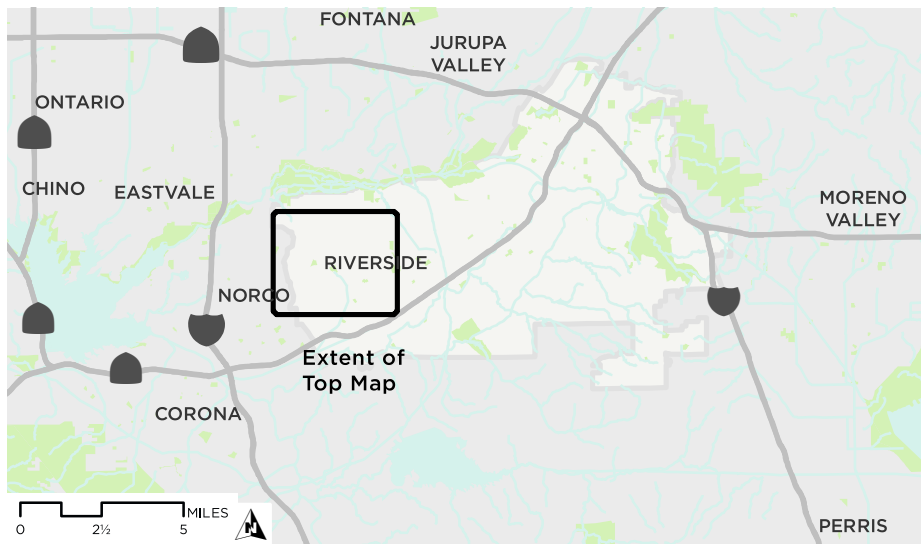 FONTANA
JURUPA
VALLEY
ONTARIO
CHINO
EASTVALE
MORENO
VALLEY
RIVERSIDE
NORCO
Extent of
Top Map
CORONA
MILES
0 2½ 5
N
PERRIS